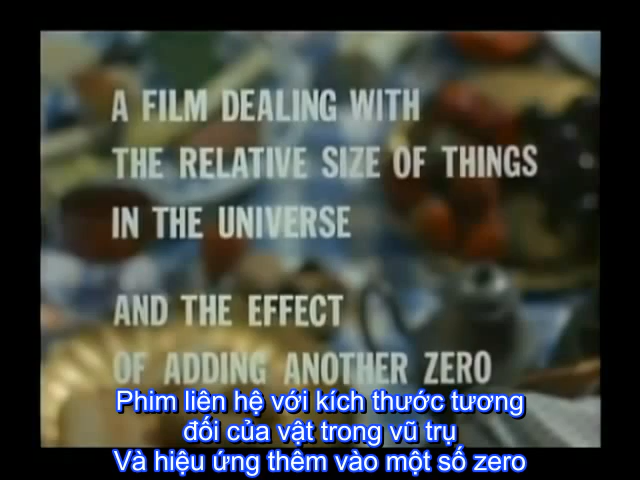 A FILM DEALING WITH
THE RELATIVE SIZE OF THINGS
IN THE UNIVERSE
AND THE EFFECT
OF ADDING ANOTHER ZERO
Phim liên hệ với kích thước tương
đối của vật trong vũ trụ
Và hiệu ứng thêm vào một số zero